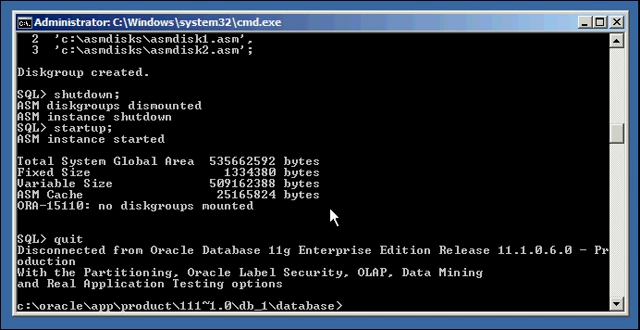 Administrator: C:\Windows\system32\cmd.exe
2 'c:\asmdisks\asmdisk1.asm',
3 'c:\asmdisks\asmdisk2.asm';
Diskgroup created.
SQL> shutdown;
ASM diskgroups dismounted
ASM instance shutdown
SQL> startup;
ASM instance started
Total System Global Area 535662592 bytes
Fixed Size 1334380 bytes
Variable Size 509162388 bytes
ASM Cache 25165824 bytes
ORA-15110: no diskgroups mounted
SQL> quit
Disconnected from Oracle Database 11g Enterprise Edition Release 11.1.0.6.0 - Pr
oduction
With the Partitioning, Oracle Label Security, OLAP, Data Mining
and Real Application Testing options
c:\oracle\app\product\111~1.0\db_1\database>